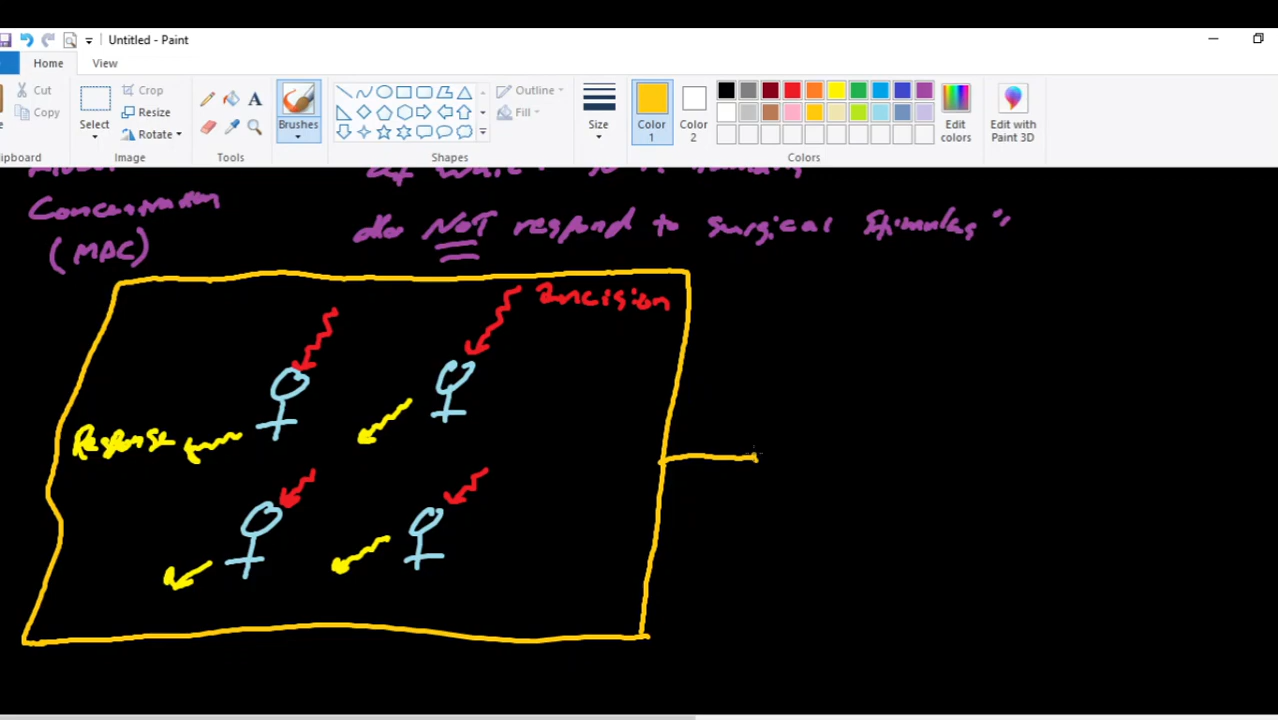 Untitled - Paint
Home View
Cut
Copy
lipboard
Select
Crop
Resize
Rotate
Image
Tools
Brushes
Shapes
Outline
Fill
Size
Color 1
Color 2
Colors
Edit colors
Edit with Paint 3D
Concentration
(MAC)
do NOT respond to surgical stimulus"
Incision
Response